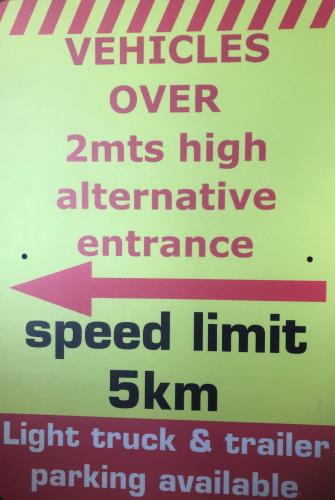 VEHICLES
OVER
2mts high
alternative
entrance
speed limit
5km
Light truck & trailer
parking available